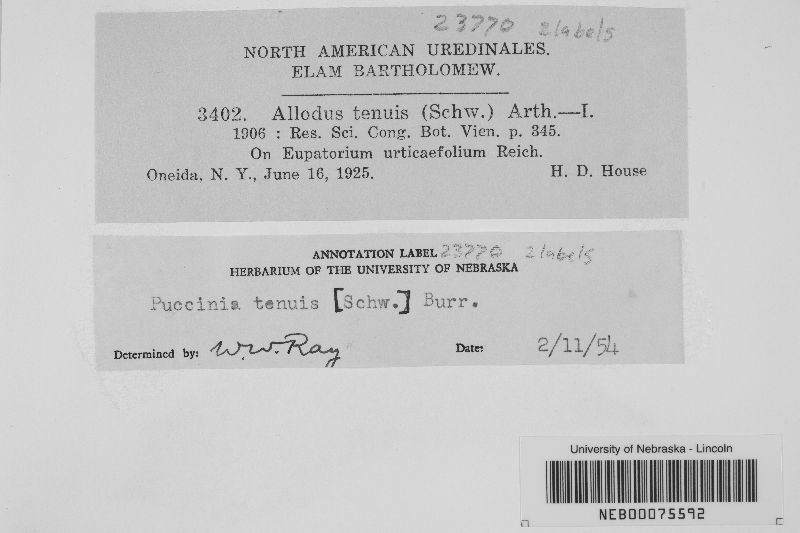 23770 2 labels
NORTH AMERICAN UREDINALES.
ELAM BARTHOLOMEW.
3402. Allodus tenuis (Schw.) Arth.—I.
1906 : Res. Sci. Cong. Bot. Vien. p. 345.
On Eupatorium urticaefolium Reich.
Oneida, N. Y., June 16, 1925. H. D. House
ANNOTATION LABEL 23770 2 labels
HERBARIUM OF THE UNIVERSITY OF NEBRASKA
Puccinia tenuis [Schw.] Burr.
Determined by: W.W. Ray Date: 2/11/54
University of Nebraska - Lincoln
NEB00075592